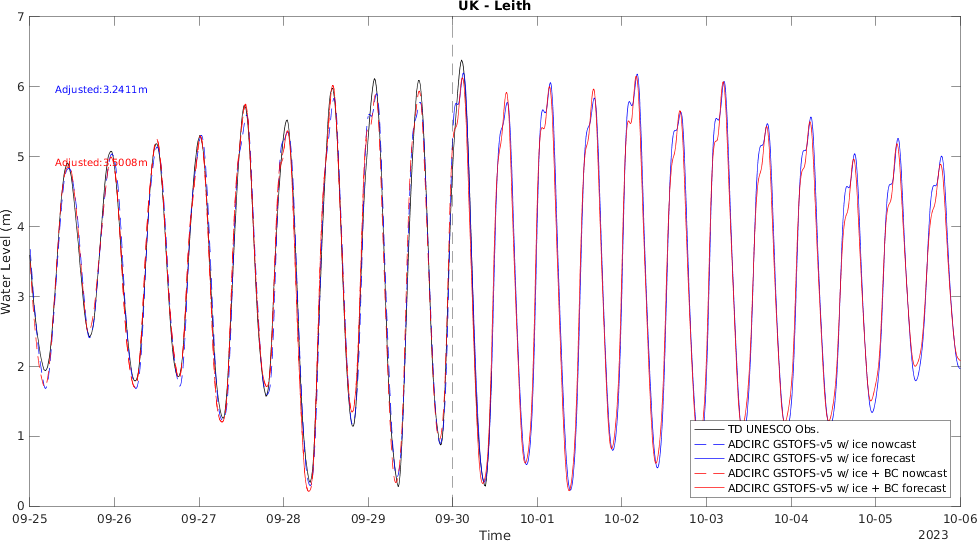 UK - Leith
7
6
5
4
3
2
1
0
Water Level (m)
Adjusted:3.2411m
Adjusted:3.5008m
TD UNESCO Obs.
ADCIRC GSTOFS-v5 w/ ice nowcast
ADCIRC GSTOFS-v5 w/ ice forecast
ADCIRC GSTOFS-v5 w/ ice + BC nowcast
ADCIRC GSTOFS-v5 w/ ice + BC forecast
09-25 09-26 09-27 09-28 09-29 09-30 10-01 10-02 10-03 10-04 10-05 10-06
Time
2023